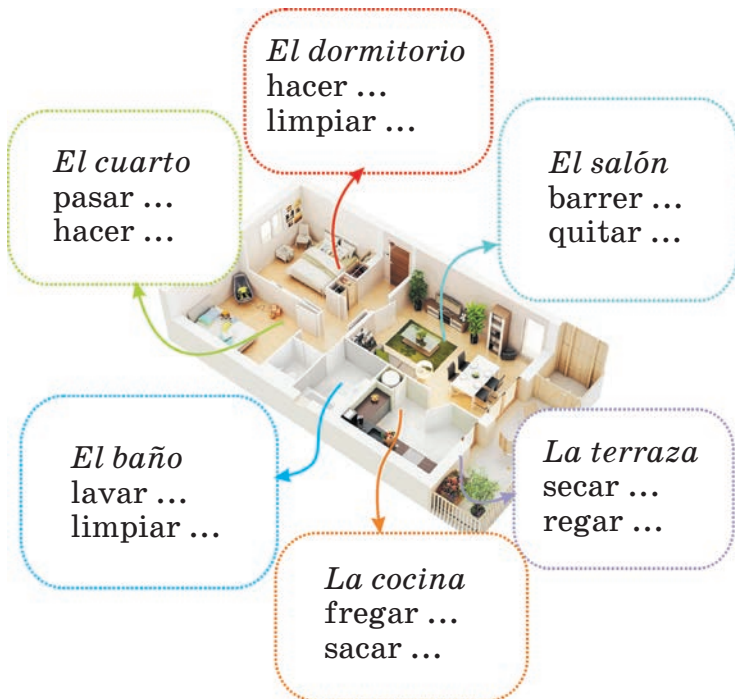 El dormitorio
hacer ...
limpiar ...
El cuarto
pasar ...
hacer ...
El salón
barrer ...
quitar ...
El baño
lavar ...
limpiar ...
La terraza
secar ...
regar ...
La cocina
fregar ...
sacar ...